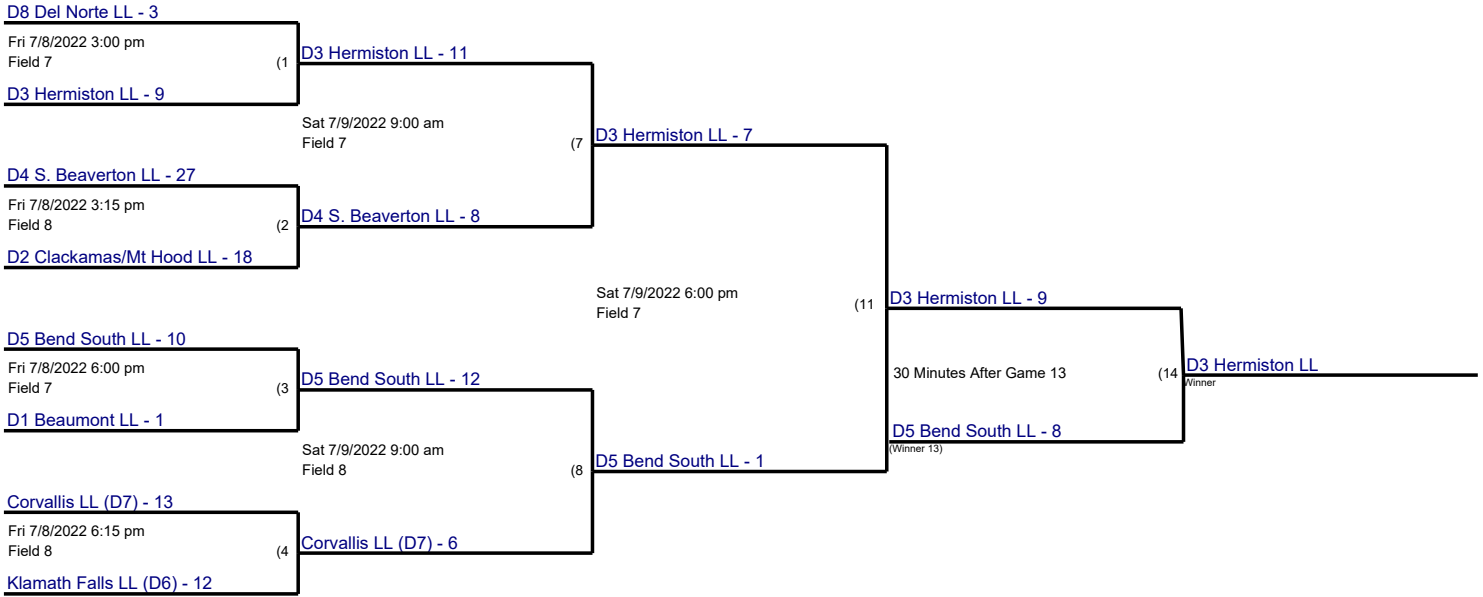 D8 Del Norte LL - 3
Fri 7/8/2022 3:00 pm
Field 7
(1
D3 Hermiston LL - 9
D3 Hermiston LL - 11
Sat 7/9/2022 9:00 am
Field 7
(7
D4 S. Beaverton LL - 27
Fri 7/8/2022 3:15 pm
Field 8
(2
D2 Clackamas/Mt Hood LL - 18
D4 S. Beaverton LL - 8
D3 Hermiston LL - 7
Sat 7/9/2022 6:00 pm
Field 7
(11
D5 Bend South LL - 10
Fri 7/8/2022 6:00 pm
Field 7
(3
D1 Beaumont LL - 1
D5 Bend South LL - 12
Sat 7/9/2022 9:00 am
Field 8
(8
Corvallis LL (D7) - 13
Fri 7/8/2022 6:15 pm
Field 8
(4
Klamath Falls LL (D6) - 12
Corvallis LL (D7) - 6
D5 Bend South LL - 1
D3 Hermiston LL - 9
30 Minutes After Game 13
(14
D5 Bend South LL - 8
(Winner 13)
D3 Hermiston LL
Winner